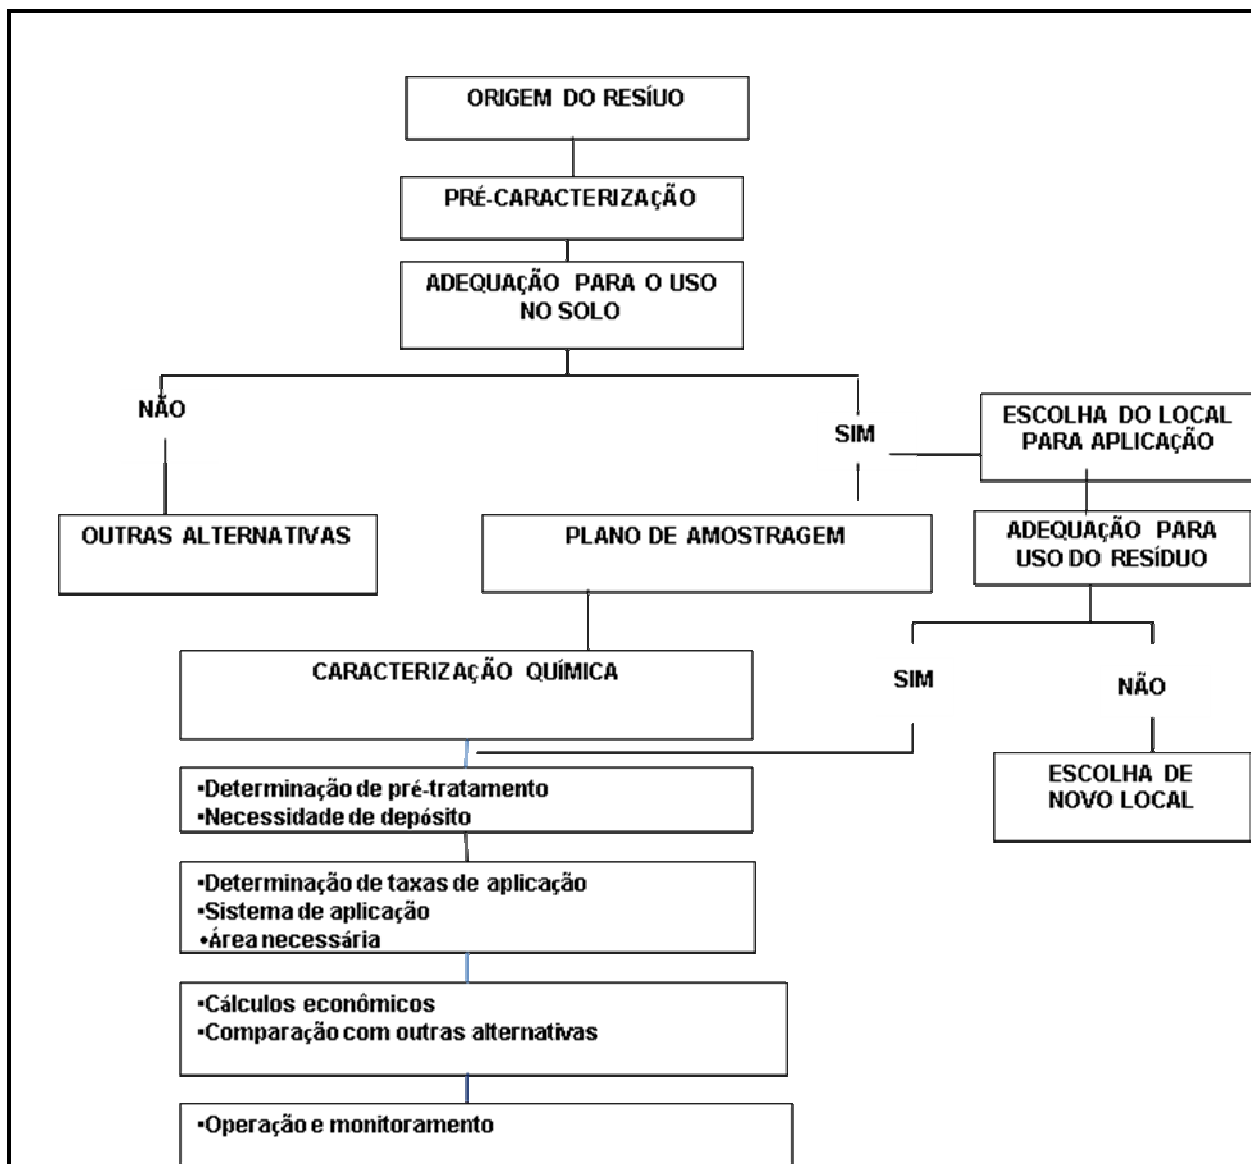 ORIGEM DO RESÍUO
PRÉ-CARACTERIZAÇÃO
ADEQUAÇÃO PARA O USO
NO SOLO
NÃO
SIM
ESCOLHA DO LOCAL
PARA APLICAÇÃO
OUTRAS ALTERNATIVAS
PLANO DE AMOSTRAGEM
ADEQUAÇÃO PARA
USO DO RESÍDUO
CARACTERIZAÇÃO QUÍMICA
SIM
NÃO
•Determinação de pré-tratamento
•Necessidade de depósito
ESCOLHA DE
NOVO LOCAL
•Determinação de taxas de aplicação
•Sistema de aplicação
•Área necessária
•Cálculos econômicos
•Comparação com outras alternativas
•Operação e monitoramento